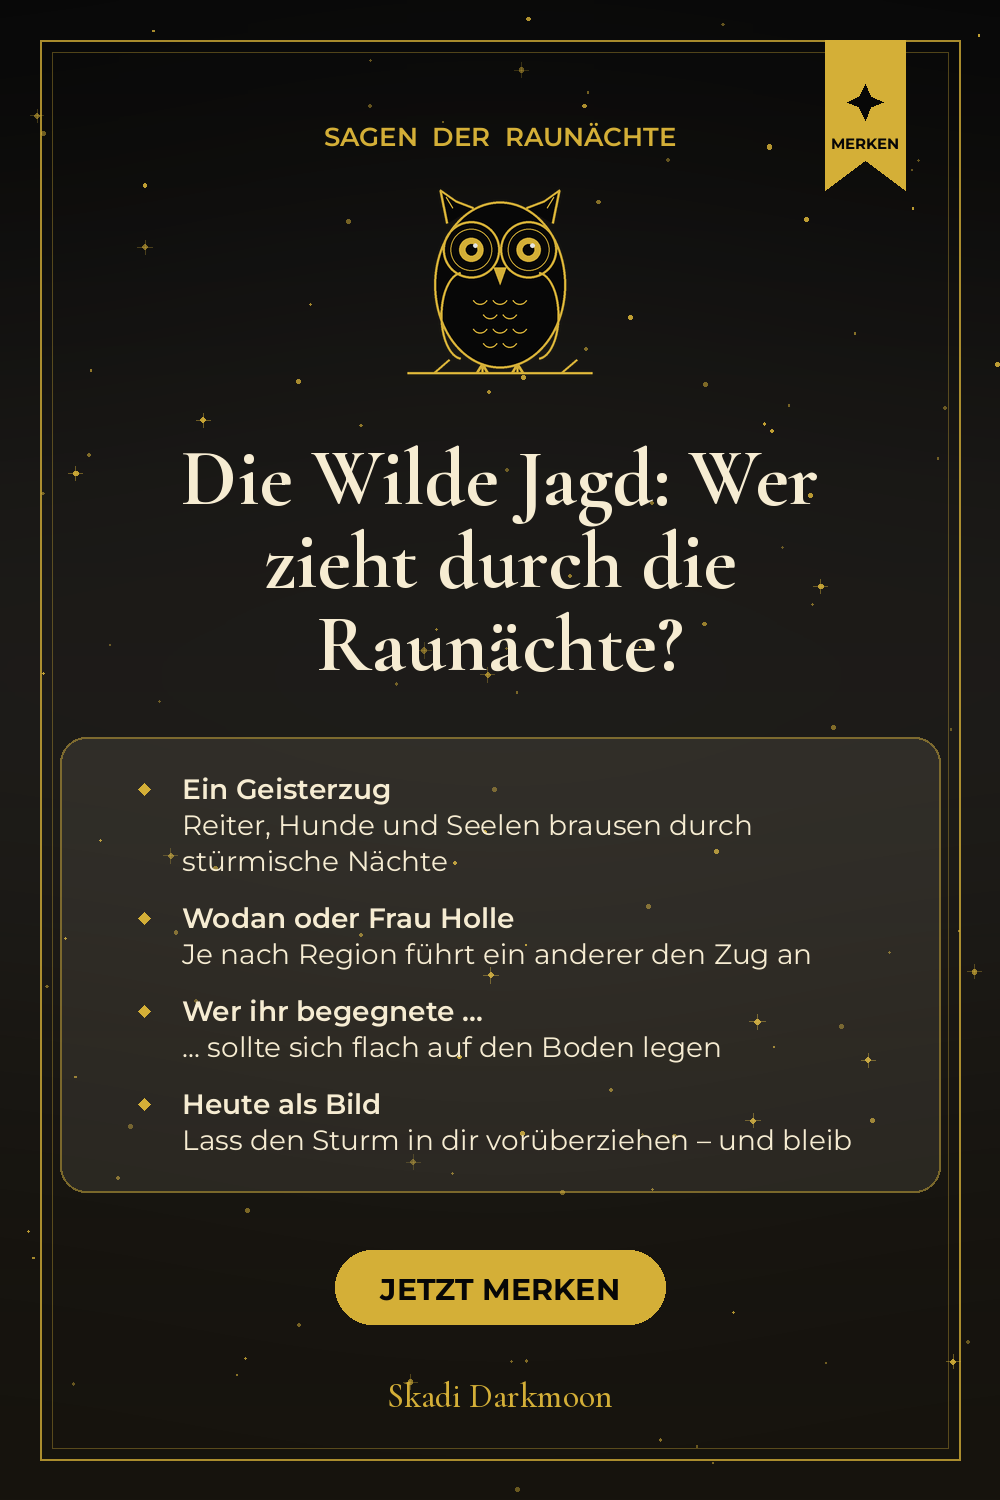 SAGEN DER RAUNÄCHTE
MERKEN
Die Wilde Jagd: Wer
zieht durch die
Raunächte?
Ein Geisterzug
Reiter, Hunde und Seelen brausen durch
stürmische Nächte
Wodan oder Frau Holle
Je nach Region führt ein anderer den Zug an
Wer ihr begegnete ...
... sollte sich flach auf den Boden legen
Heute als Bild
Lass den Sturm in dir vorüberziehen – und bleib
JETZT MERKEN
Skadi Darkmoon